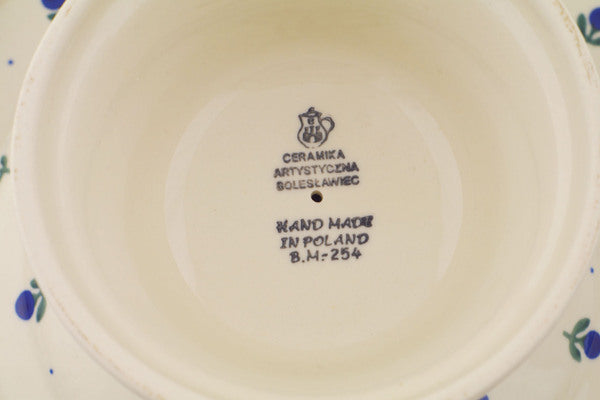 CERAMIKA
ARTYSTYCZNA
BOLESŁAWIEC
HAND MADE
IN POLAND
B.M.-254